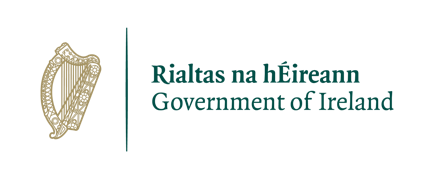 Rialtas na hÉireann
Government of Ireland